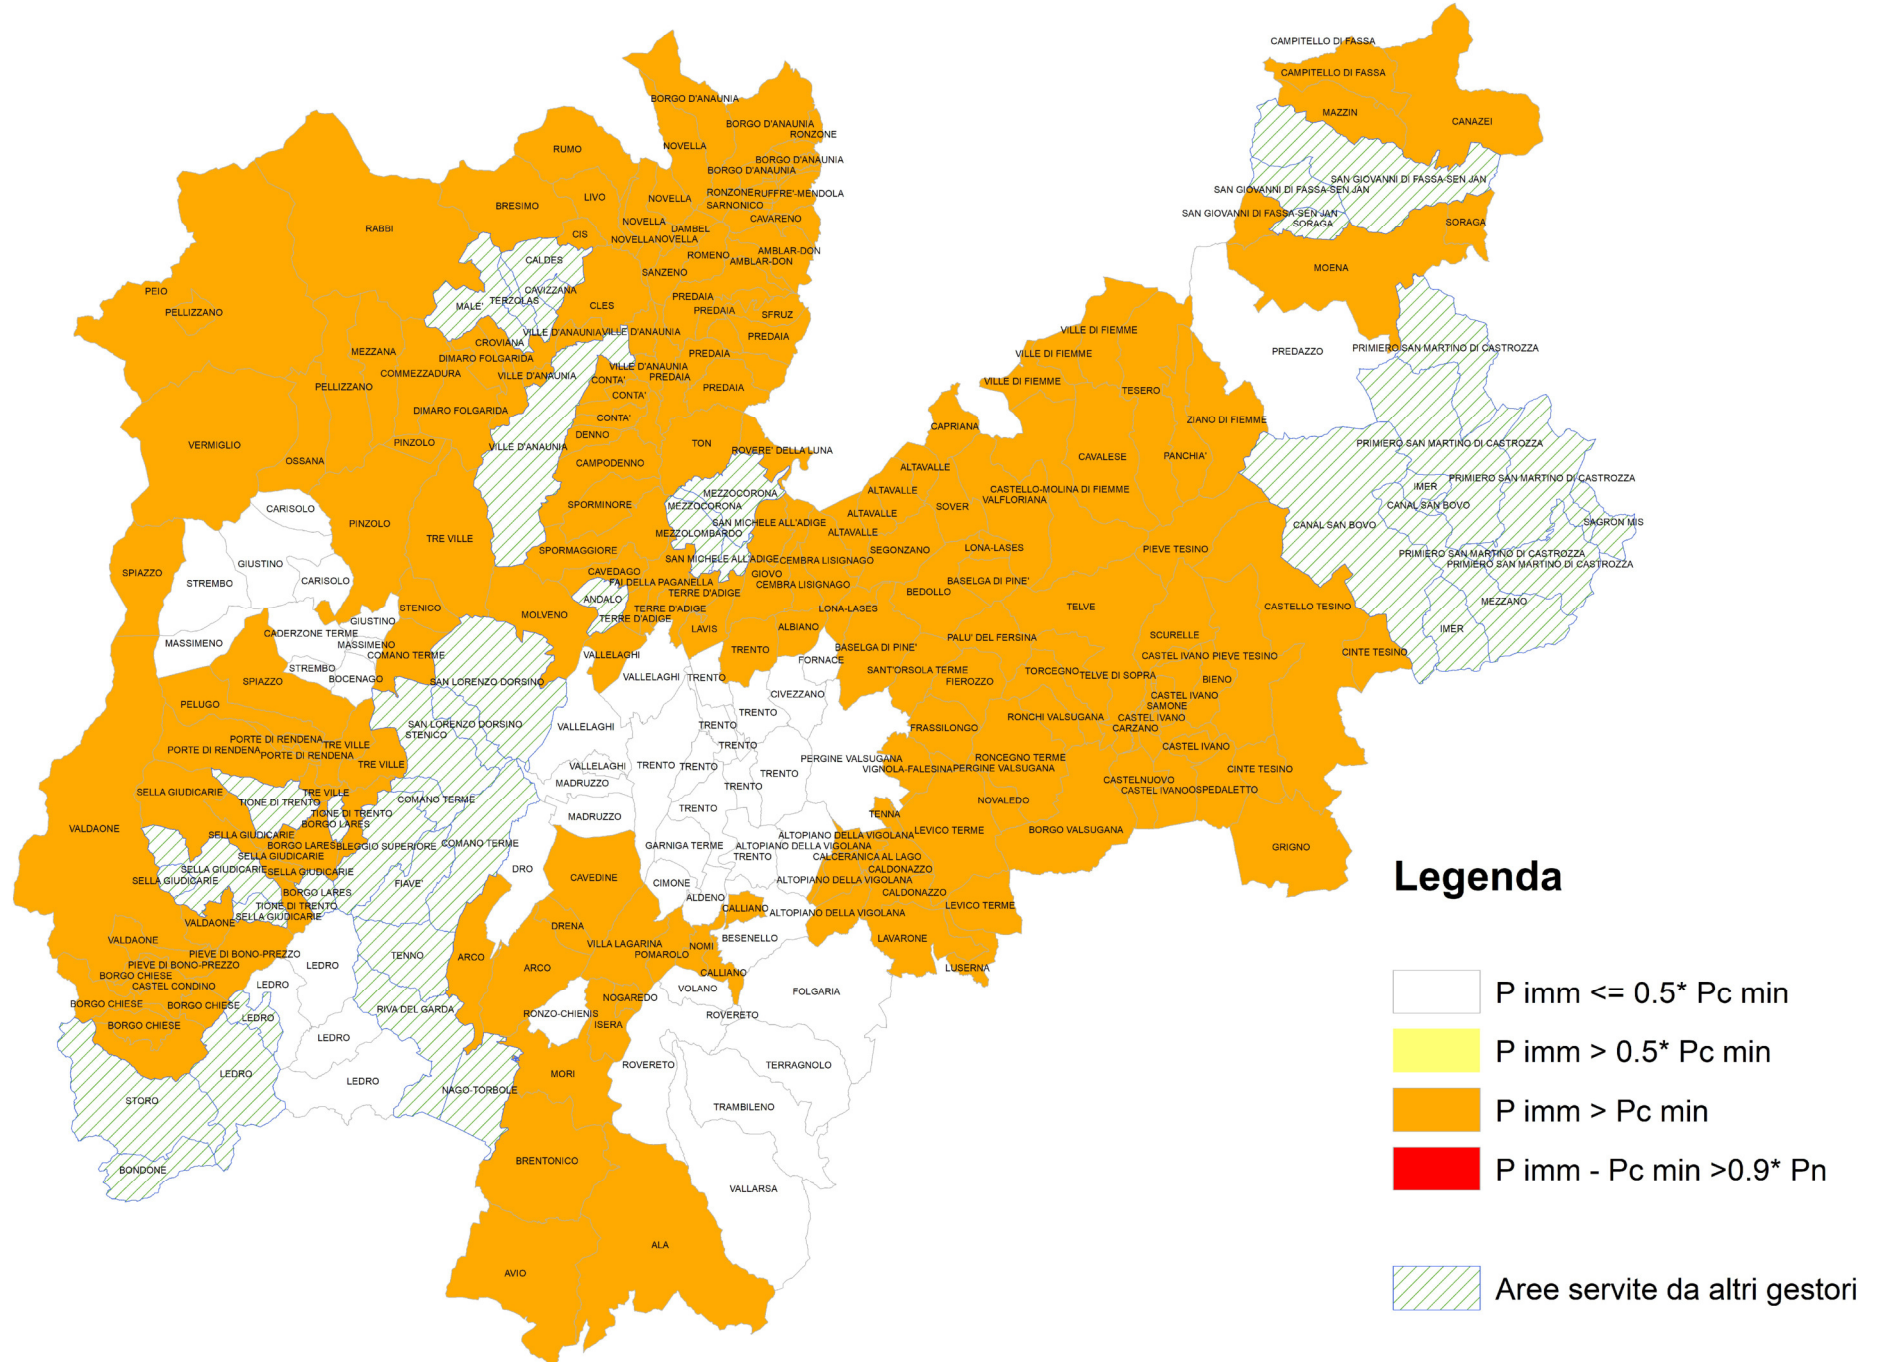 CAMPITELLO DI FASSA
CAMPITELLO DI FASSA
MAZZIN
CANAZEI
SAN GIOVANNI DI FASSA-SEN JAN
SAN GIOVANNI DI FASSA-SEN JAN
SAN GIOVANNI DI FASSA-SEN JAN
SORAGA
SORAGA
MOENA
BORGO D'ANAUNIA
BORGO D'ANAUNIA
RONZONE
NOVELLA
BORGO D'ANAUNIA
BORGO D'ANAUNIA
RUMO
LIVO
NOVELLA
RONZONE
RUFFRE'-MENDOLA
SARNONICO
BRESIMO
CAVARENO
NOVELLA
DAMBEL
RABBI
CIS
NOVELLA
NOVELLA
ROMENO
AMBLAR-DON
AMBLAR-DON
CALDES
SANZENO
PEIO
PELLIZZANO
MALE'
TERZOLAS
CAVIZZANA
CLES
PREDAIA
PREDAIA
SFRUZ
VILLE D'ANAUNIA
VILLE D'ANAUNIA
PREDAIA
CROVIANA
MEZZANA
DIMARO FOLGARIDA
PREDAIA
COMMEZZADURA
VILLE D'ANAUNIA
VILLE D'ANAUNIA
CONTA'
PREDAIA
PREDAIA
PELLIZZANO
CONTA'
DIMARO FOLGARIDA
CONTA'
DENNO
VERMIGLIO
PINZOLO
VILLE D'ANAUNIA
TON
ROVERE' DELLA LUNA
OSSANA
CAMPODENNO
VILLE DI FIEMME
VILLE DI FIEMME
VILLE DI FIEMME
TESERO
PREDAZZO
PRIMIERO SAN MARTINO DI CASTROZZA
CAPRIANA
ZIANO DI FIEMME
CAVALESE
PANCHIA'
PRIMIERO SAN MARTINO DI CASTROZZA
ALTAVALLE
ALTAVALLE
CASTELLO-MOLINA DI FIEMME
VALFLORIANA
IMER
PRIMIERO SAN MARTINO DI CASTROZZA
CANAL SAN BOVO
CANAL SAN BOVO
SAGRON MIS
MEZZOCORONA
MEZZOCORONA
SPORMINORE
CARISOLO
PINZOLO
TRE VILLE
SAN MICHELE ALL'ADIGE
ALTAVALLE
SOVER
MEZZOLOMBARDO
ALTAVALLE
SPORMAGGIORE
SEGONZANO
LONA-LASES
PIEVE TESINO
PRIMIERO SAN MARTINO DI CASTROZZA
PRIMIERO SAN MARTINO DI CASTROZZA
SAN MICHELE ALL'ADIGE
CEMBRA LISIGNAGO
GIUSTINO
SPIAZZO
STREMBO
CARISOLO
CAVEDAGO
FAI DELLA PAGANELLA
GIOVO
CEMBRA LISIGNAGO
BASELGA DI PINE'
BEDOLLO
ANDALO
TERRE D'ADIGE
TERRE D'ADIGE
TERRE D'ADIGE
LONA-LASES
TELVE
CASTELLO TESINO
MEZZANO
STENICO
MOLVENO
GIUSTINO
LAVIS
ALBIANO
IMER
CADERZONE TERME
MASSIMENO
MASSIMENO
COMANO TERME
VALLELAGHI
TRENTO
BASELGA DI PINE'
PALU' DEL FERSINA
SCURELLE
CASTEL IVANO
PIEVE TESINO
CINTE TESINO
STREMBO
BOCENAGO
FORNACE
SPIAZZO
SAN LORENZO DORSINO
VALLELAGHI
TRENTO
SANT'ORSOLA TERME
FIEROZZO
TORCEGNO
TELVE DI SOPRA
BIENO
CIVEZZANO
CASTEL IVANO
SAMONE
PELUGO
TRENTO
SAN LORENZO DORSINO
STENICO
VALLELAGHI
TRENTO
FRASSILONGO
RONCHI VALSUGANA
CASTEL IVANO
CARZANO
PORTE DI RENDENA
PORTE DI RENDENA
PORTE DI RENDENA
TRE VILLE
TRE VILLE
TRENTO
CASTEL IVANO
VALLELAGHI
TRENTO
TRENTO
TRENTO
PERGINE VALSUGANA
VIGNOLA-FALESINA
PERGINE VALSUGANA
RONCEGNO TERME
CINTE TESINO
MADRUZZO
TRENTO
CASTELNUOVO
CASTEL IVANO
OSPEDALETTO
SELLA GIUDICARIE
TRE VILLE
TIONE DI TRENTO
COMANO TERME
TIONE DI TRENTO
BORGO LARES
MADRUZZO
TRENTO
TENNA
NOVALEDO
VALDAONE
SELLA GIUDICARIE
BORGO LARES
BLEGGIO SUPERIORE
COMANO TERME
GARNIGA TERME
ALTOPIANO DELLA VIGOLANA
ALTOPIANO DELLA VIGOLANA
LEVICO TERME
BORGO VALSUGANA
SELLA GIUDICARIE
TRENTO
CALCERANICA AL LAGO
GRIGNO
SELLA GIUDICARIE
SELLA GIUDICARIE
SELLA GIUDICARIE
FIAVE'
DRO
CAVEDINE
CIMONE
CALDONAZZO
ALTOPIANO DELLA VIGOLANA
BORGO LARES
TIONE DI TRENTO
SELLA GIUDICARIE
ALDENO
CALDONAZZO
CALLIANO
ALTOPIANO DELLA VIGOLANA
LEVICO TERME
VALDAONE
DRENA
VALDAONE
VILLA LAGARINA
POMAROLO
NOMI
BESENELLO
LAVARONE
PIEVE DI BONO-PREZZO
PIEVE DI BONO-PREZZO
LEDRO
TENNO
ARCO
ARCO
LUSERNA
BORGO CHIESE
CASTEL CONDINO
LEDRO
CALLIANO
VOLANO
FOLGARIA
BORGO CHIESE
BORGO CHIESE
NOGAREDO
LEDRO
RIVA DEL GARDA
RONZO-CHIENIS
ROVERETO
BORGO CHIESE
ISERA
LEDRO
LEDRO
LEDRO
MORI
ROVERETO
TERRAGNOLO
STORO
NAGO-TORBOLE
TRAMBILENO
BONDONE
BRENTONICO
VALLARSA
ALA
AVIO
Legenda
P imm <= 0.5* Pc min
P imm > 0.5* Pc min
P imm > Pc min
P imm - Pc min >0.9* Pn
Aree servite da altri gestori